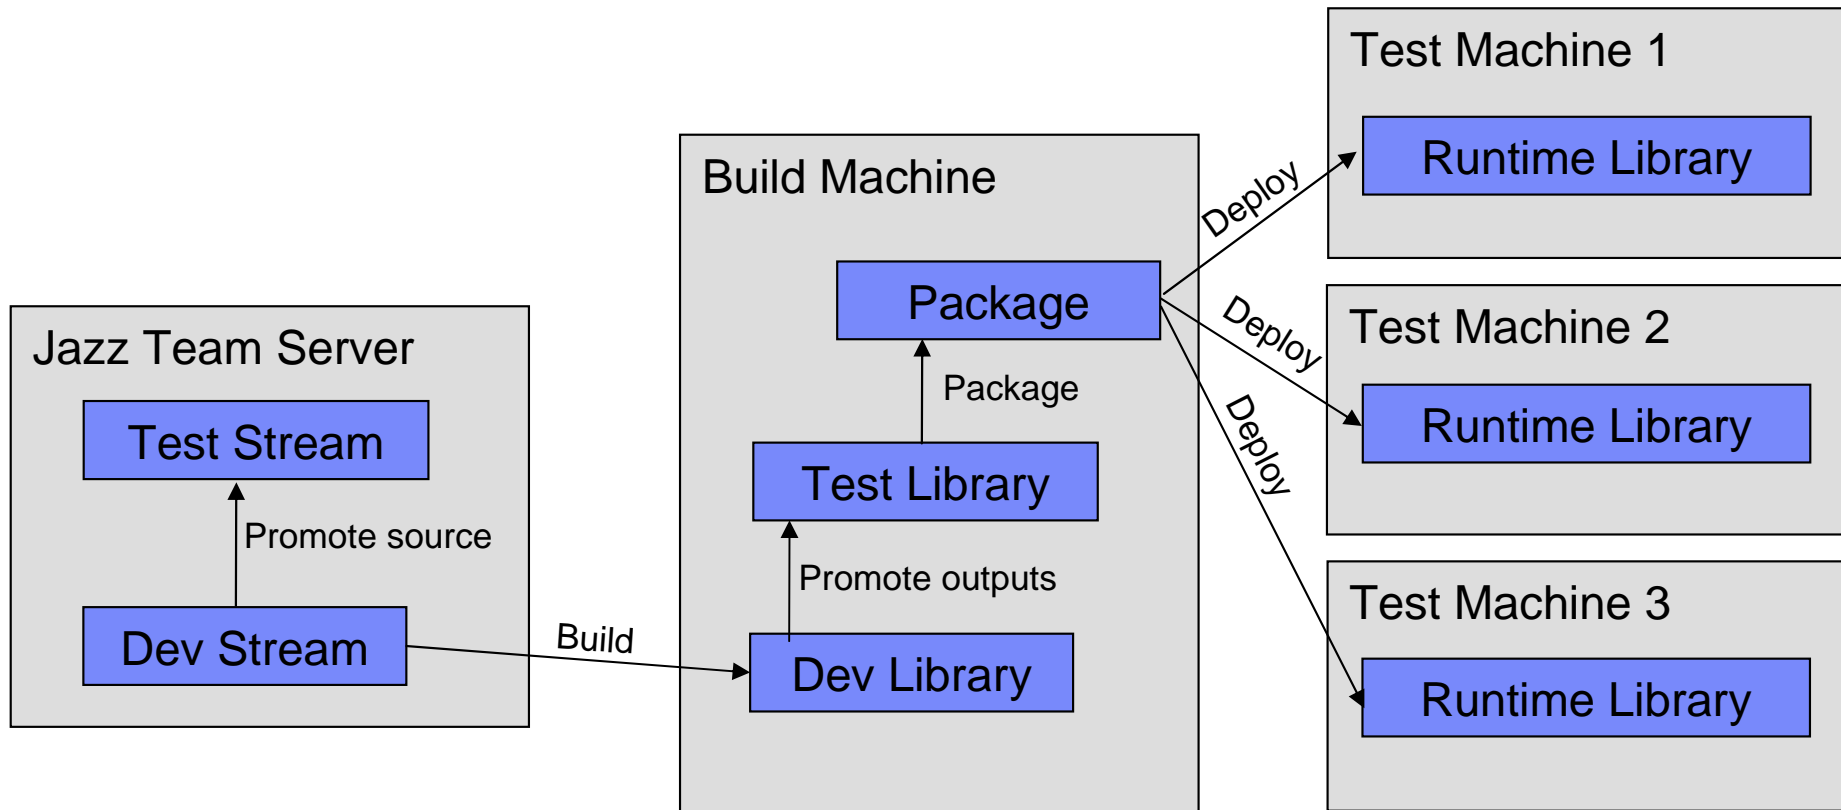 Jazz Team Server
Test Stream
Promote source
Dev Stream
Build
Build Machine
Package
Package
Test Library
Promote outputs
Dev Library
Deploy
Deploy
Deploy
Test Machine 1
Runtime Library
Test Machine 2
Runtime Library
Test Machine 3
Runtime Library